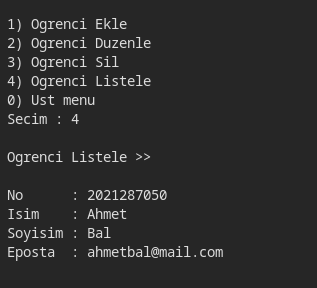 1) Ogrenci Ekle
2) Ogrenci Duzenle
3) Ogrenci Sil
4) Ogrenci Listele
0) Ust menu
Secim : 4
Ogrenci Listele >>
No      : 2021287050
Isim    : Ahmet
Soyisim : Bal
Eposta  : ahmetbal@mail.com